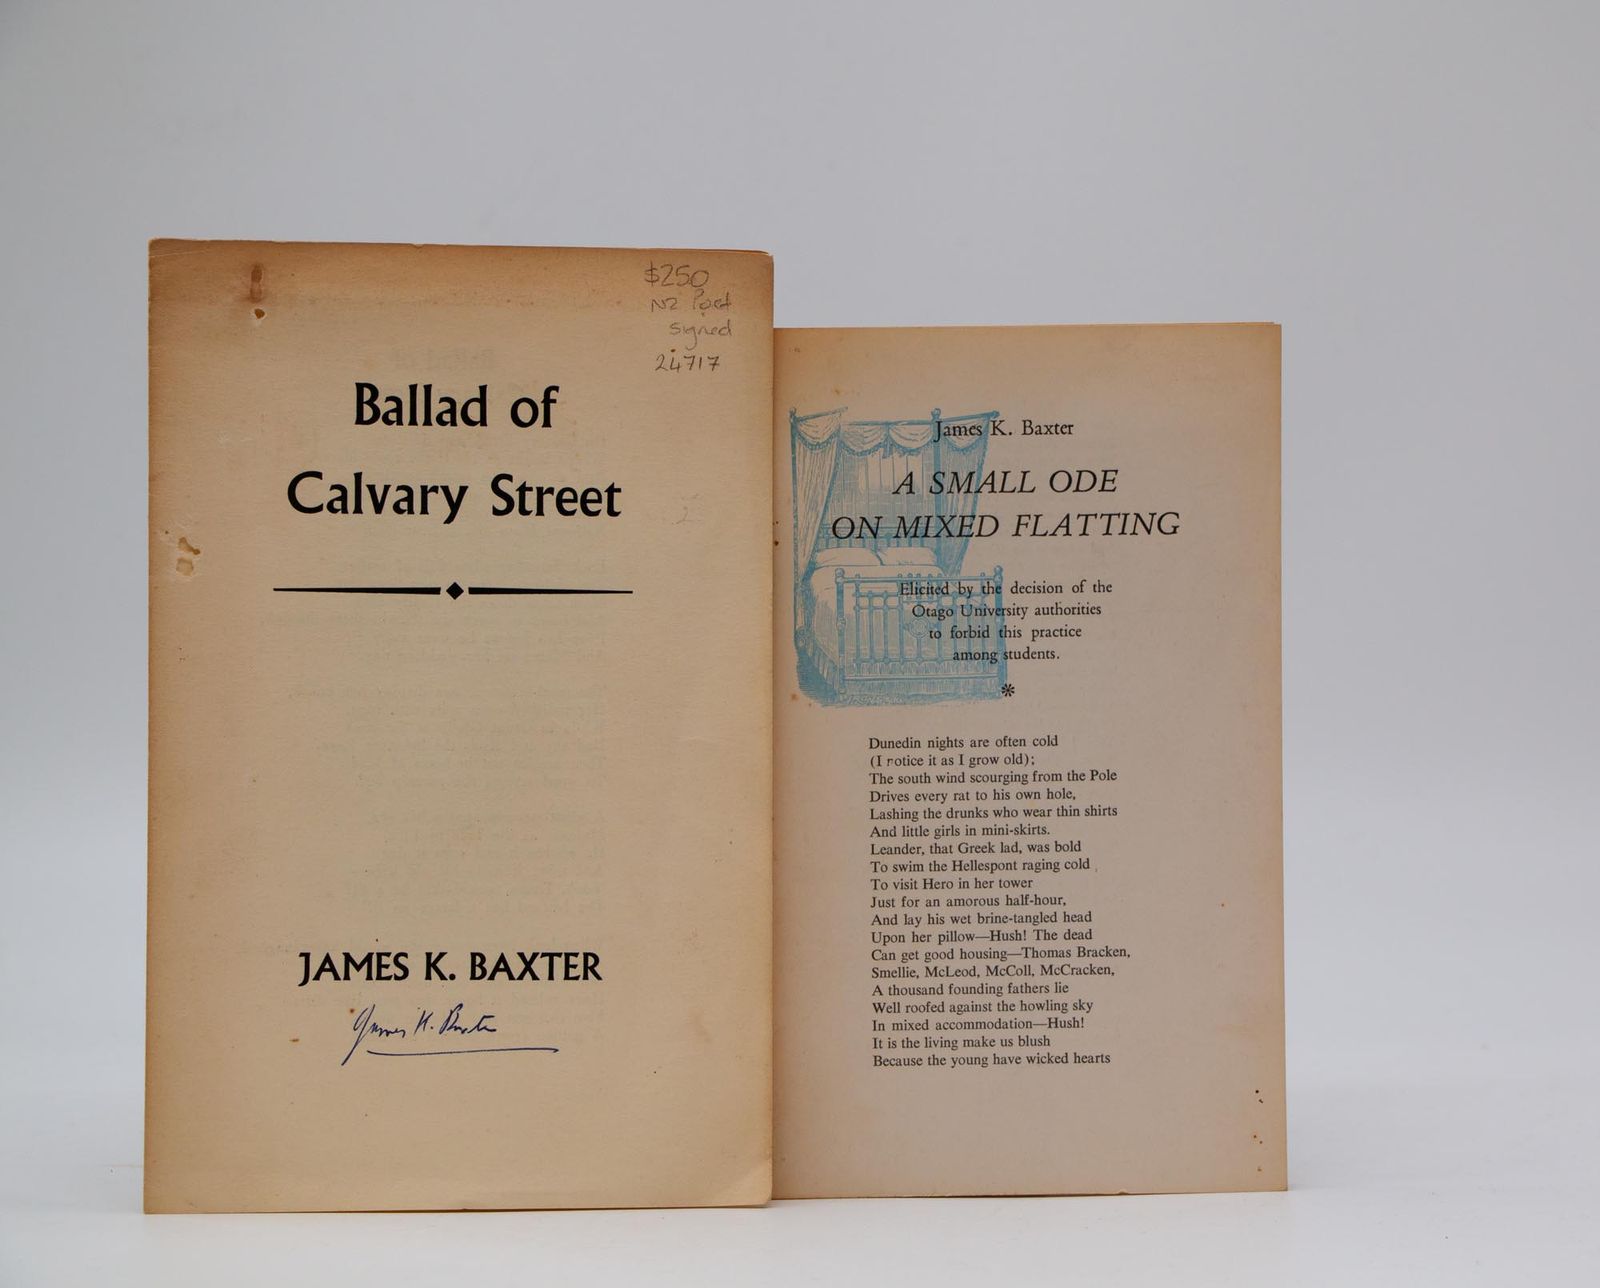 $250
NZ Poet
signed
24717
Ballad of
Calvary Street
JAMES K. BAXTER
James K. Baxter
James K. Baxter
A SMALL ODE
ON MIXED FLATTING
Elicited by the decision of the
Otago University authorities
to forbid this practice
among students.
*
Dunedin nights are often cold
(I rotice it as I grow old);
The south wind scourging from the Pole
Drives every rat to his own hole,
Lashing the drunks who wear thin shirts
And little girls in mini-skirts.
Leander, that Greek lad, was bold
To swim the Hellespont raging cold
To visit Hero in her tower
Just for an amorous half-hour,
And lay his wet brine-tangled head
Upon her pillow—Hush! The dead
Can get good housing—Thomas Bracken,
Smellie, McLeod, McColl, McCracken,
A thousand founding fathers lie
Well roofed against the howling sky
In mixed accommodation—Hush!
It is the living make us blush
Because the young have wicked hearts